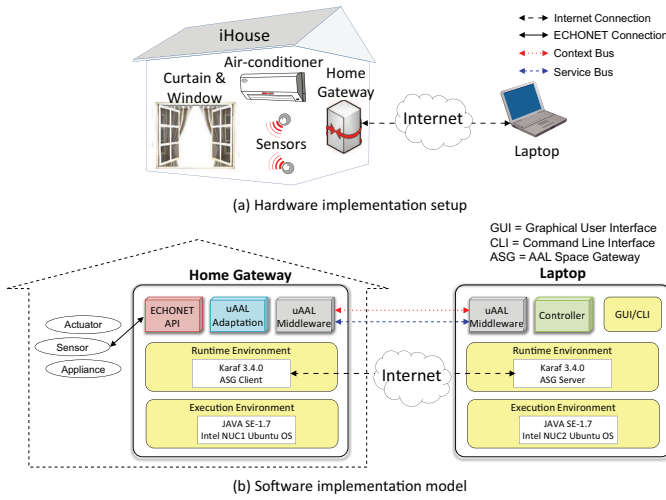 iHouse
Internet Connection
ECHONET Connection
Context Bus
Service Bus
Air-conditioner
Curtain &
Window
Home
Gateway
Sensors
Internet
Laptop
(a) Hardware implementation setup
GUI = Graphical User Interface
CLI = Command Line Interface
ASG = AAL Space Gateway
Home Gateway
Laptop
ECHONET
API
uAAL
Adaptation
uAAL
Middleware
uAAL
Middleware
Controller
GUI/CLI
Actuator
Sensor
Appliance
Runtime Environment
Karaf 3.4.0
ASG Client
Internet
Runtime Environment
Karaf 3.4.0
ASG Server
Execution Environment
JAVA SE-1.7
Intel NUC1 Ubuntu OS
Execution Environment
JAVA SE-1.7
Intel NUC2 Ubuntu OS
(b) Software implementation model